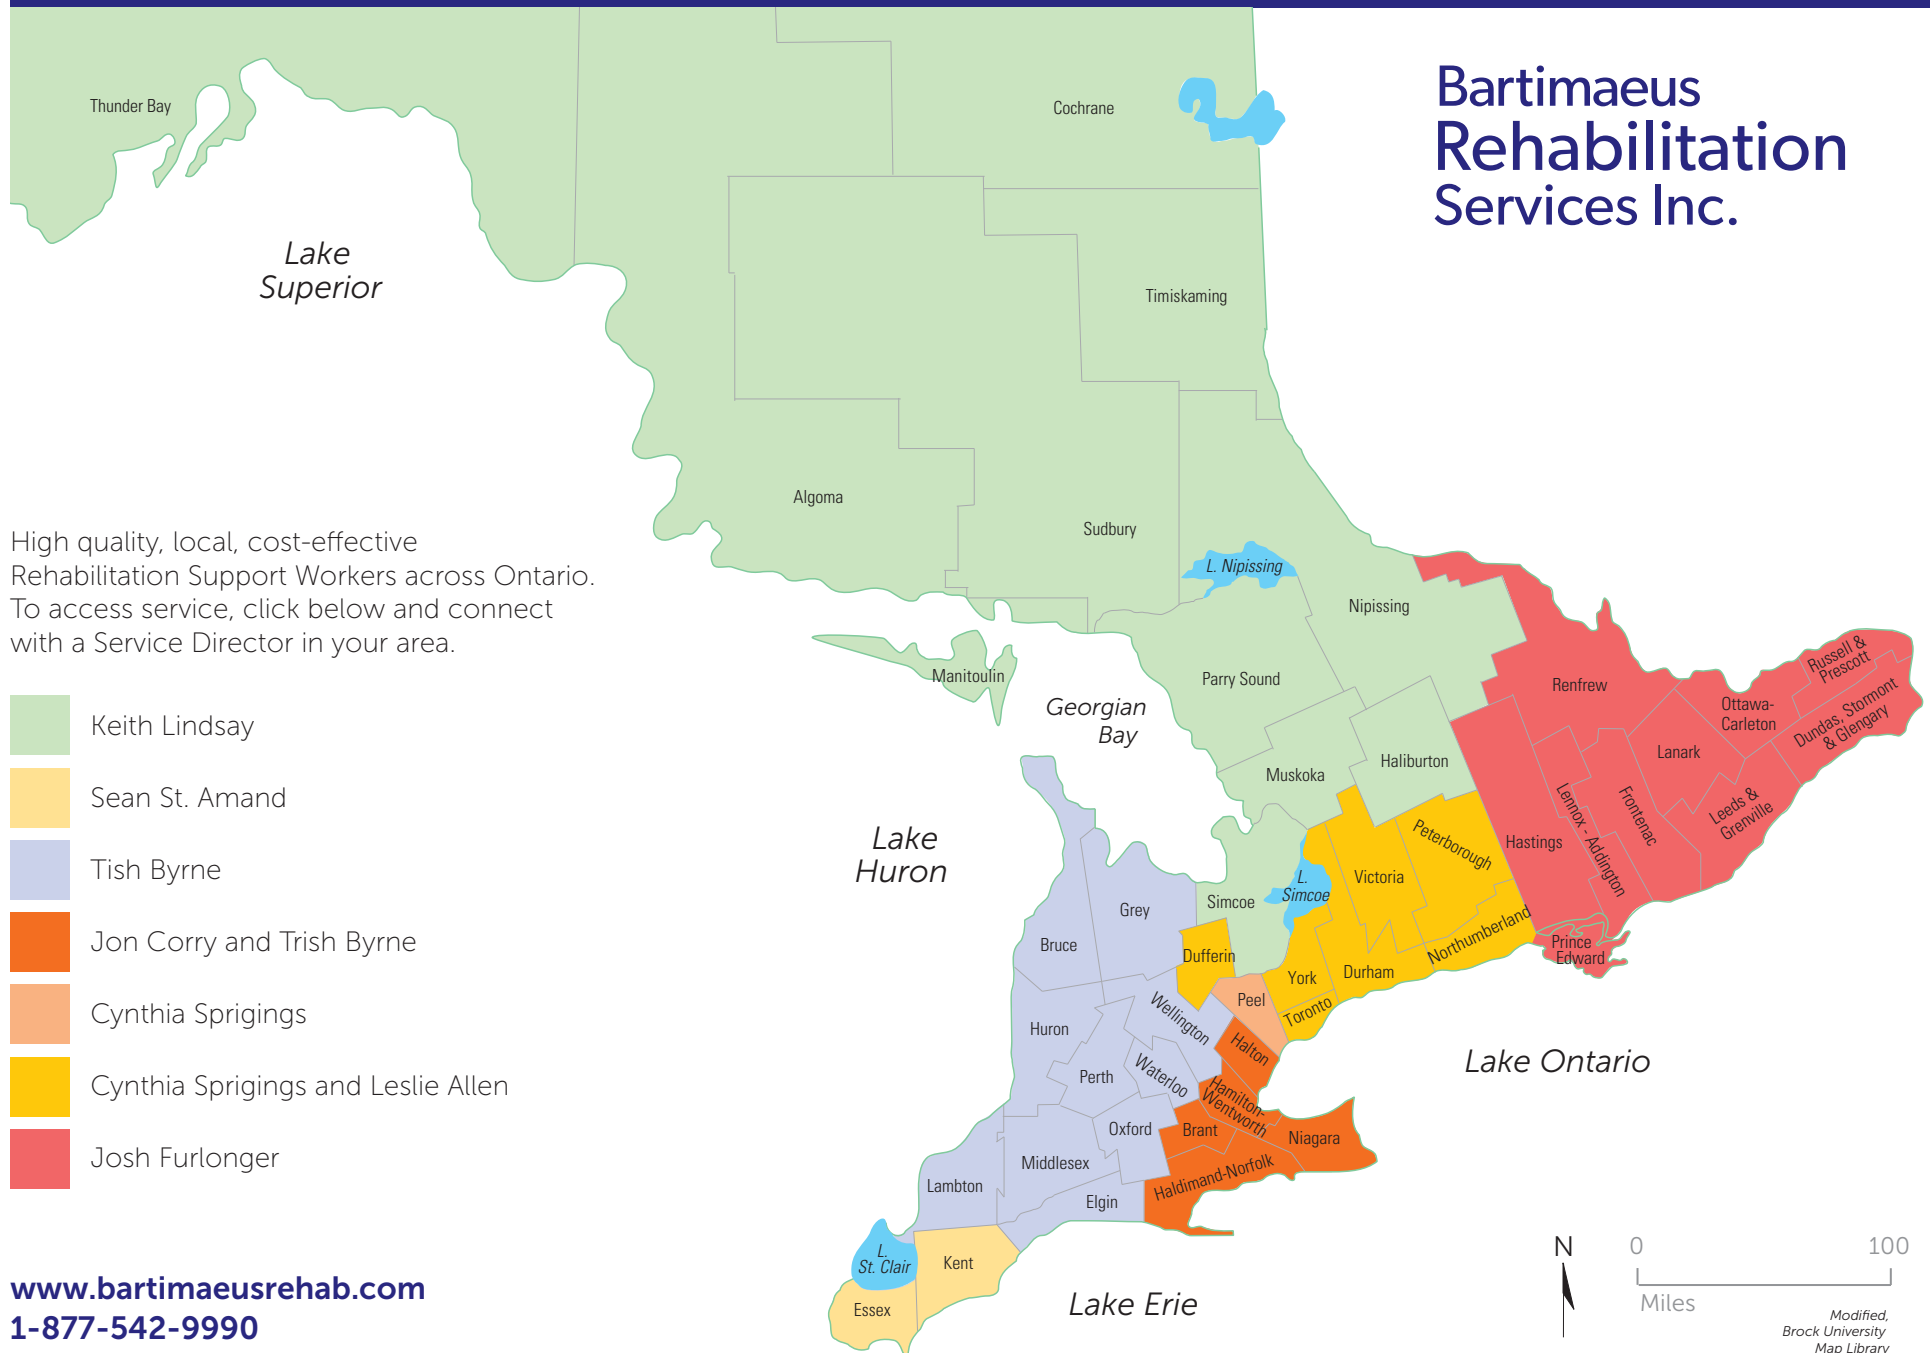 Bartimaeus
Rehabilitation
Services Inc.
Thunder Bay
Cochrane
Lake
Superior
Timiskaming
Algoma
Sudbury
High quality, local, cost-effective
Rehabilitation Support Workers across Ontario.
To access service, click below and connect
with a Service Director in your area.
L. Nipissing
Nipissing
Manitoulin
Parry Sound
Georgian
Bay
Renfrew
Russell &
Prescott
Ottawa-
Carleton
Dundas, Stormont
& Glengary
Lanark
Muskoka
Haliburton
Leeds &
Grenville
Frontenac
Lennox - Addington
Hastings
Peterborough
Victoria
Lake
Huron
L.
Simcoe
Simcoe
Grey
Bruce
Dufferin
Northumberland
Prince
Edward
York
Durham
Toronto
Peel
Wellington
Huron
Halton
Lake Ontario
Perth
Waterloo
Hamilton-
Wentworth
Oxford
Brant
Niagara
Middlesex
Haldimand-Norfolk
Lambton
Elgin
L.
St. Clair
Kent
Essex
Lake Erie
Keith Lindsay
Sean St. Amand
Tish Byrne
Jon Corry and Trish Byrne
Cynthia Sprigings
Cynthia Sprigings and Leslie Allen
Josh Furlonger
www.bartimaeusrehab.com
1-877-542-9990
N
0 100
Miles
Modified,
Brock University
Map Library